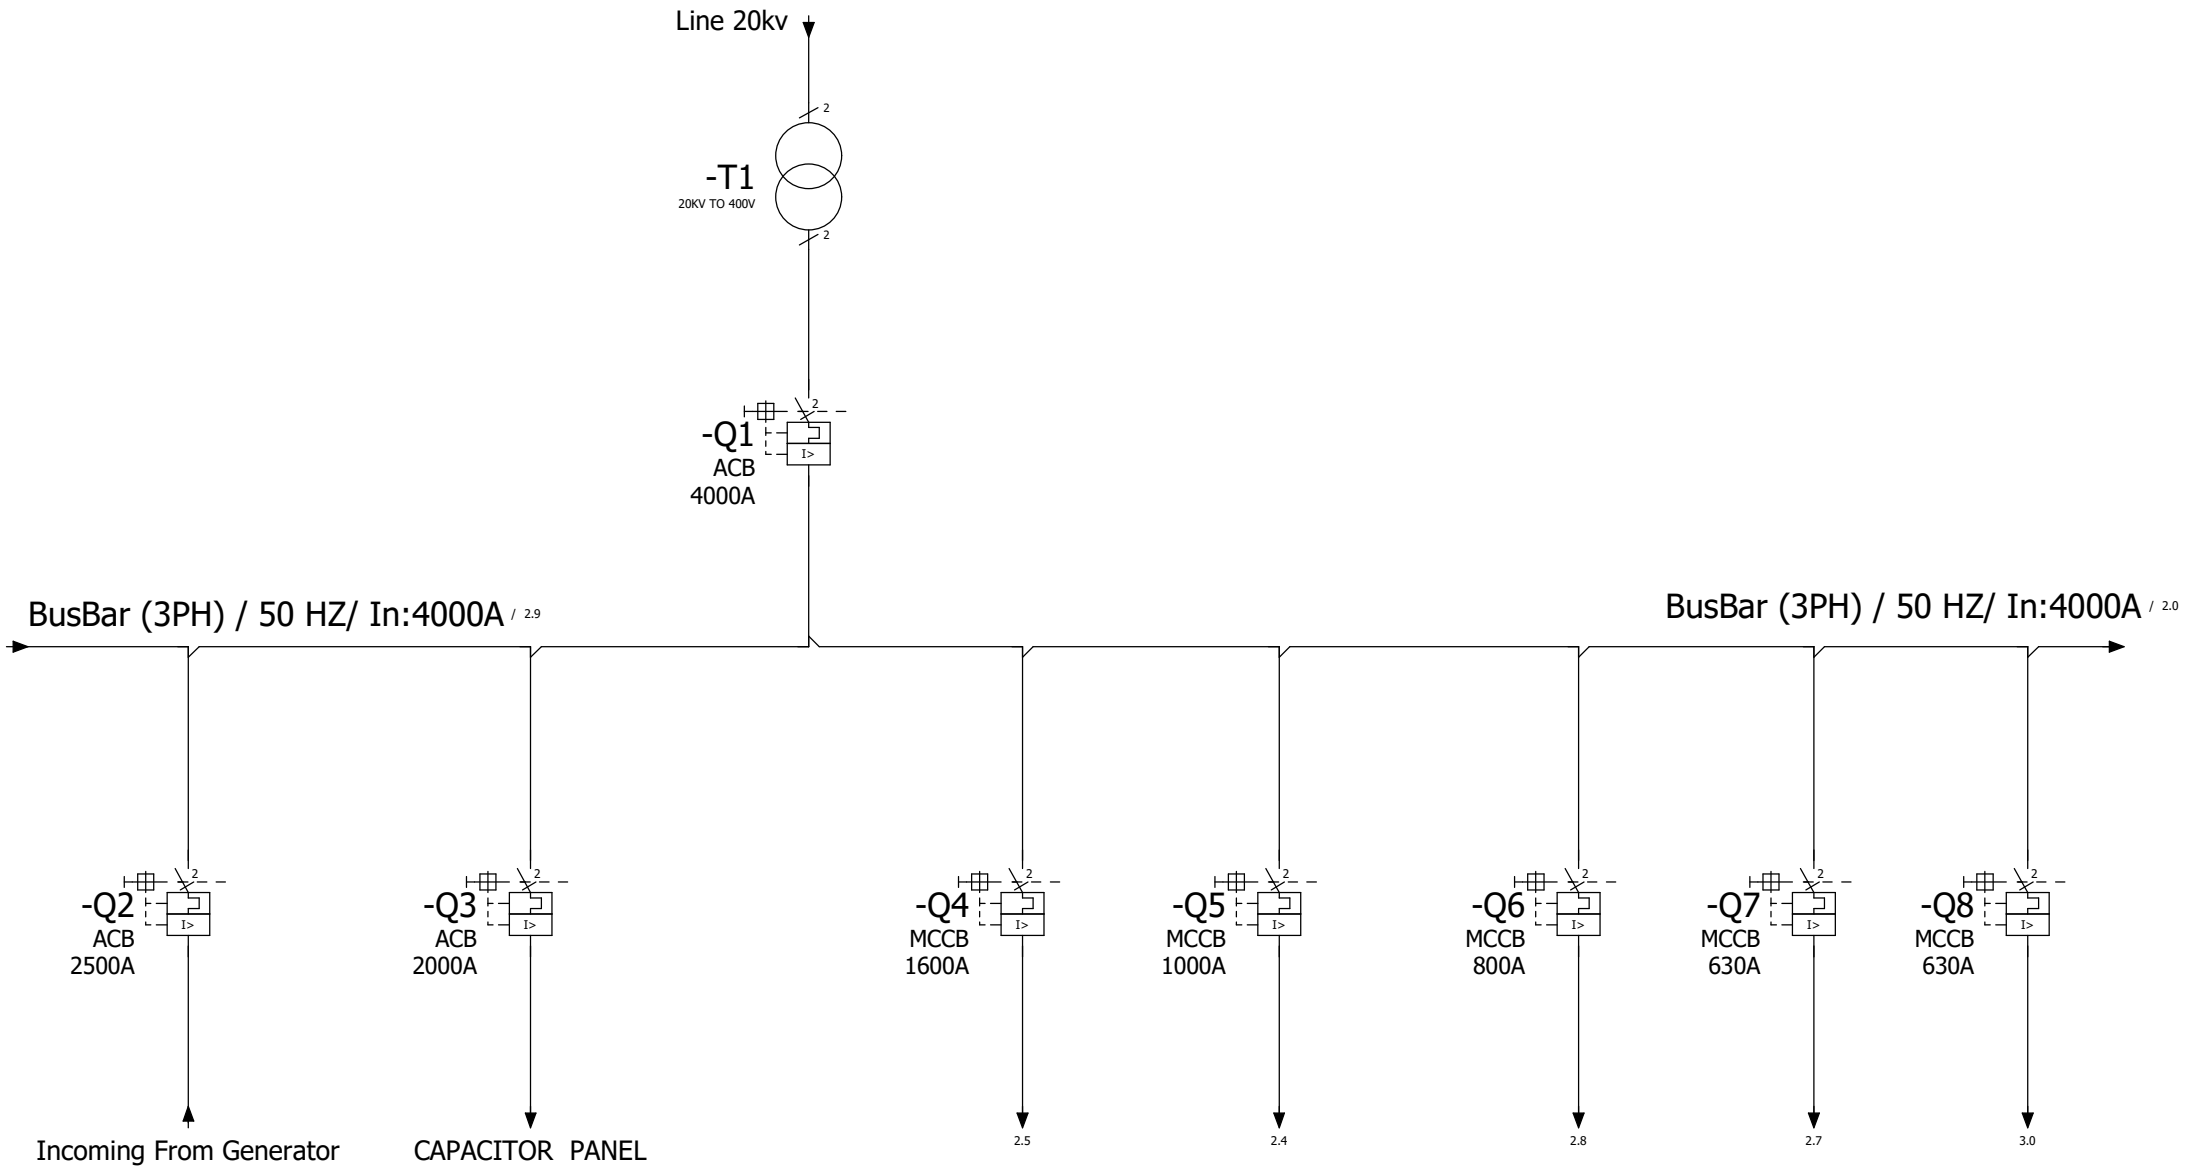 Line 20kv
2
-T1
20KV TO 400V
2
2
-Q1
I>
ACB
4000A
BusBar (3PH) / 50 HZ/ In:4000A / 2.9
BusBar (3PH) / 50 HZ/ In:4000A / 2.0
2
-Q2
I>
ACB
2500A
2
-Q3
I>
ACB
2000A
2
-Q4
I>
MCCB
1600A
2
-Q5
I>
MCCB
1000A
2
-Q6
I>
MCCB
800A
2
-Q7
I>
MCCB
630A
2
-Q8
I>
MCCB
630A
Incoming From Generator
CAPACITOR PANEL
2.5
2.4
2.8
2.7
3.0